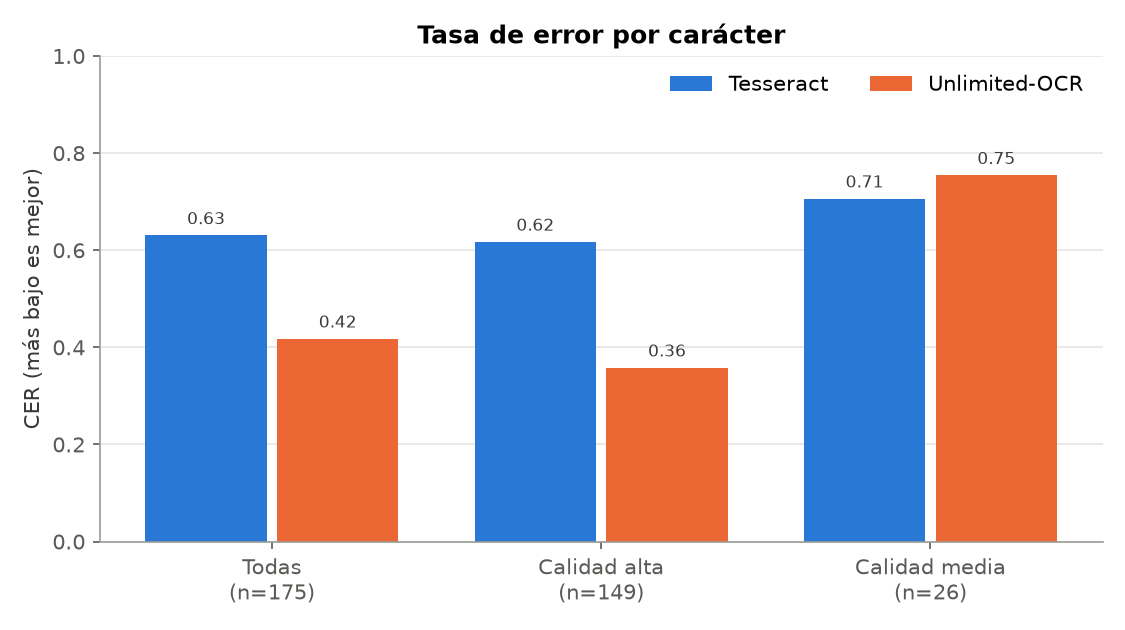 Tasa de error por carácter
Tesseract
Unlimited-OCR
CER (más bajo es mejor)
1.0
0.8
0.6
0.4
0.2
0.0
0.63
0.42
0.62
0.36
0.71
0.75
Todas
(n=175)
Calidad alta
(n=149)
Calidad media
(n=26)